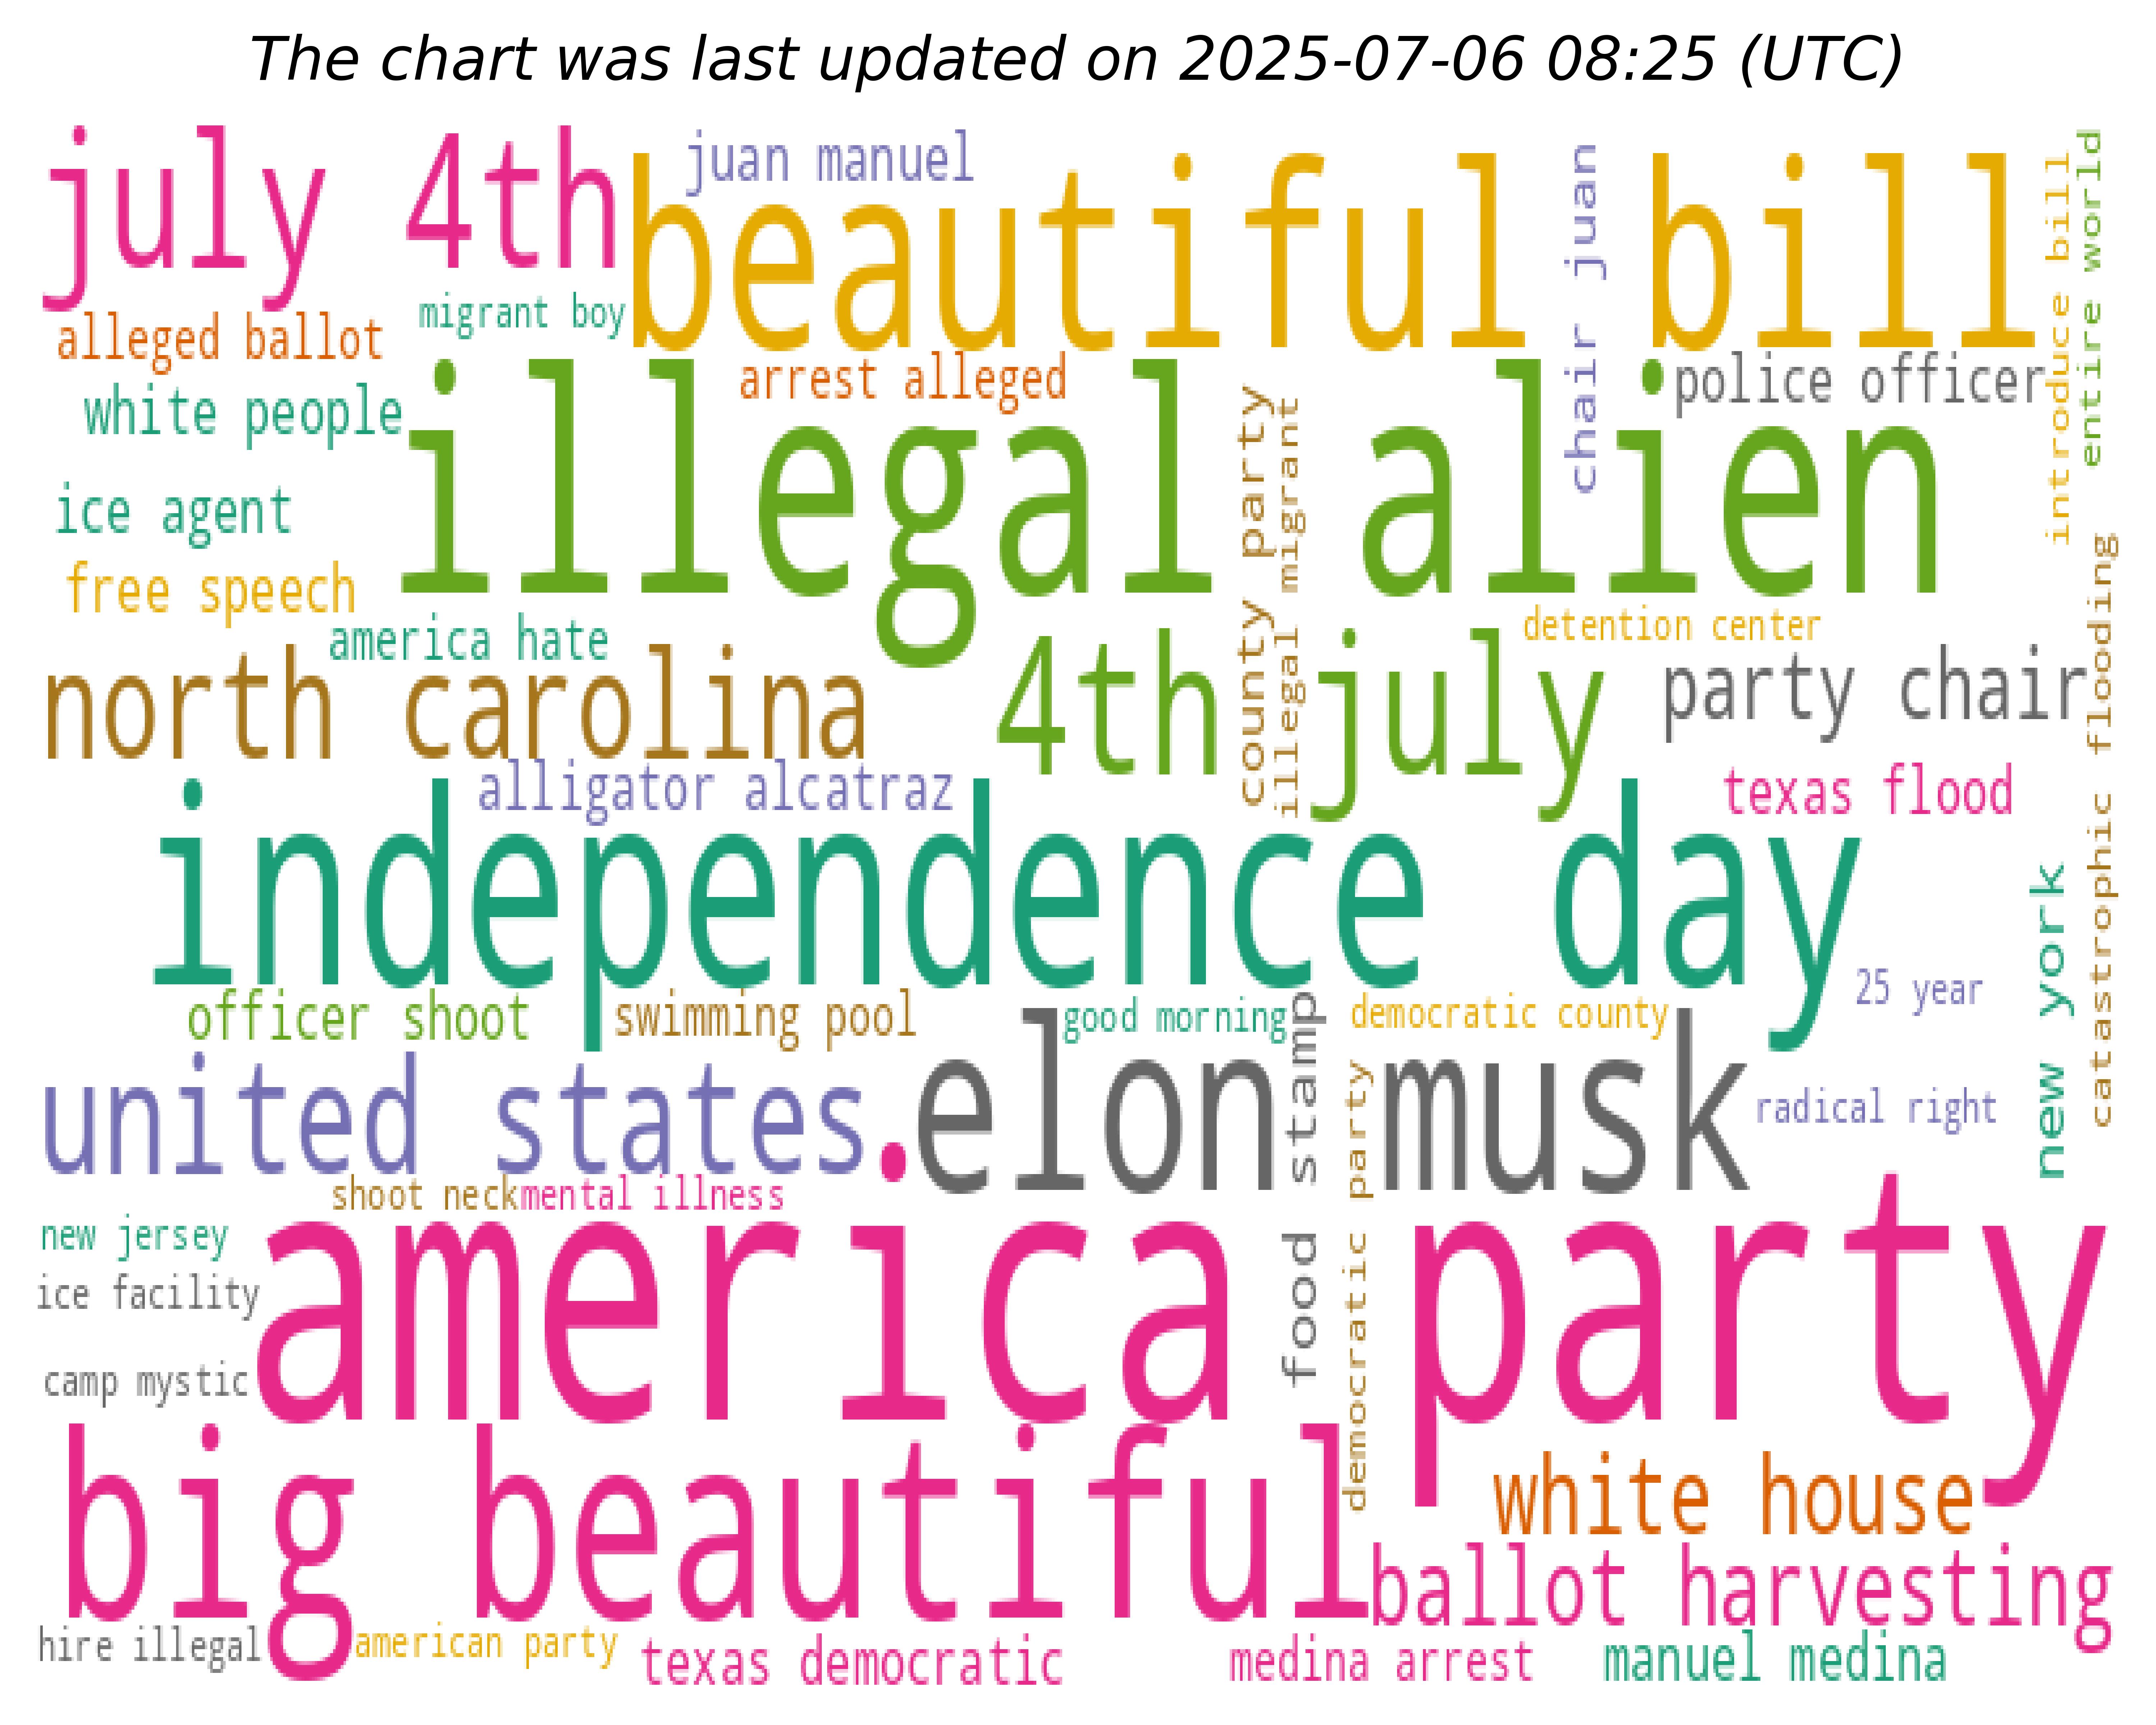 The chart was last updated on 2025-07-06 08:25 (UTC)
july 4th
juan manuel
beautiful bill
chair juan
introduce bill
entire world
migrant boy
alleged ballot
arrest alleged
police officer
white people
illegal alien
county party
illegal migrant
ice agent
free speech
america hate
detention center
catastrophic flooding
north carolina
4th july
party chair
alligator alcatraz
texas flood
independence day
new york
25 year
officer shoot
swimming pool
good morning
food stamp
democratic county
united states
elon musk
democratic party
radical right
shoot neck
mental illness
new jersey
america party
ice facility
camp mystic
big beautiful
white house
ballot harvesting
hire illegal
american party
texas democratic
medina arrest
manuel medina